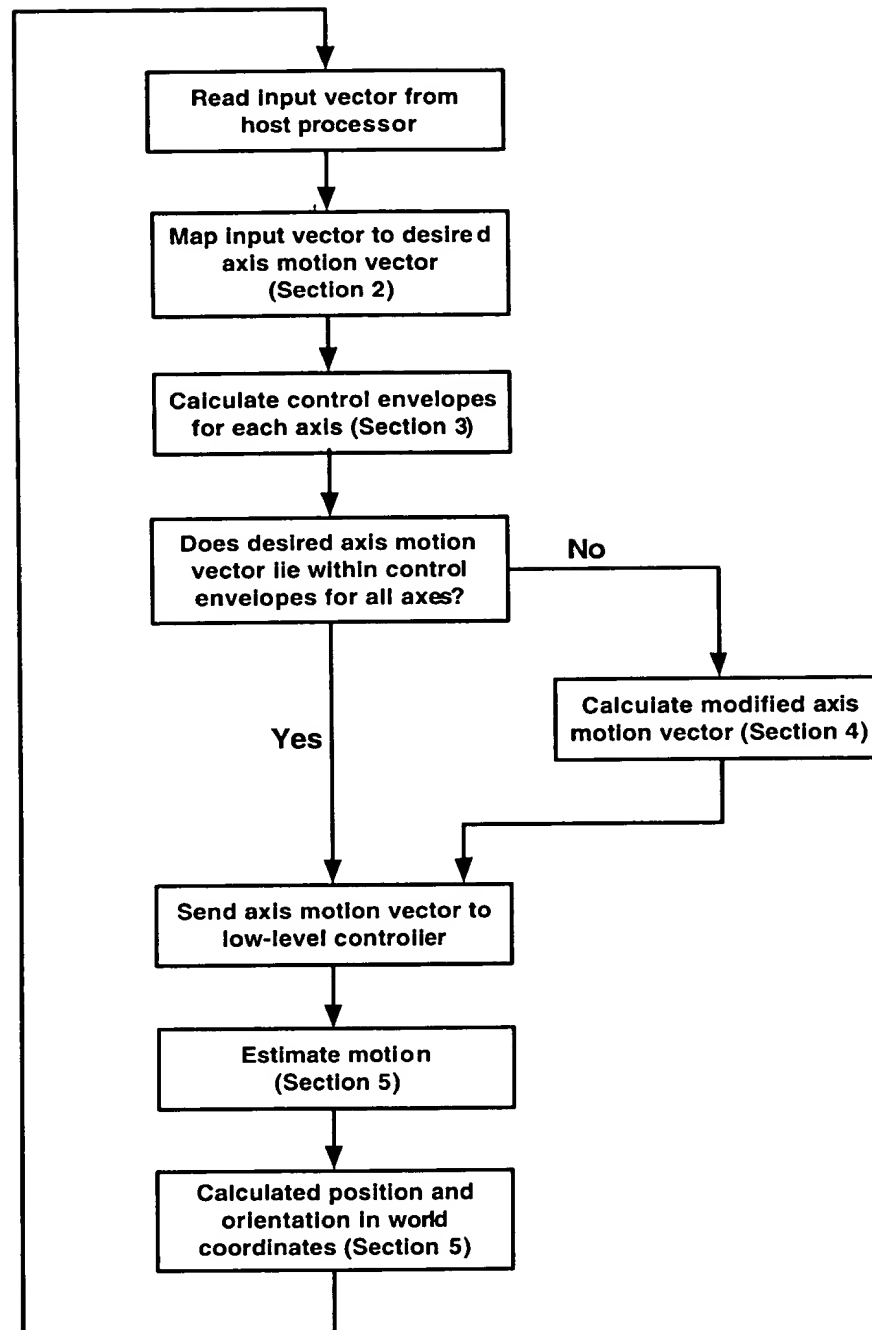 Read input vector from
host processor
Map input vector to desired
axis motion vector
(Section 2)
Calculate control envelopes
for each axis (Section 3)
Does desired axis motion
vector lie within control
envelopes for all axes?
No
Calculate modified axis
motion vector (Section 4)
Yes
Send axis motion vector to
low-level controller
Estimate motion
(Section 5)
Calculated position and
orientation in world
coordinates (Section 5)